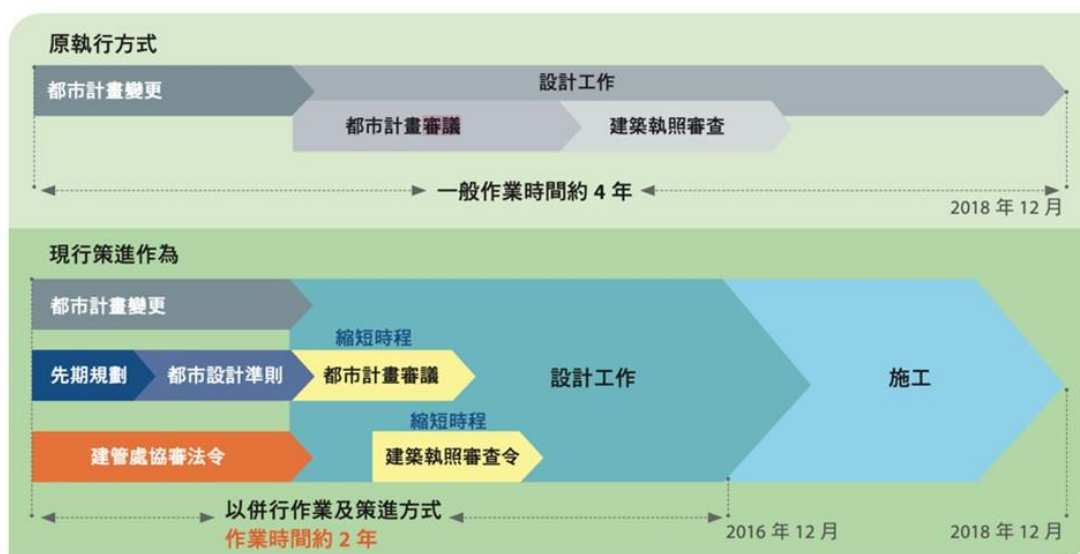 原執行方式
都市計畫變更
設計工作
都市計畫審議
建築執照審查
一般作業時間約 4 年
2018 年 12 月
現行策進作為
都市計畫變更
縮短時程
先期規劃
都市設計準則
都市計畫審議
設計工作
施工
縮短時程
建管處協審法令
建築執照審查令
以併行作業及策進方式
作業時間約 2 年
2016 年 12 月
2018 年 12 月